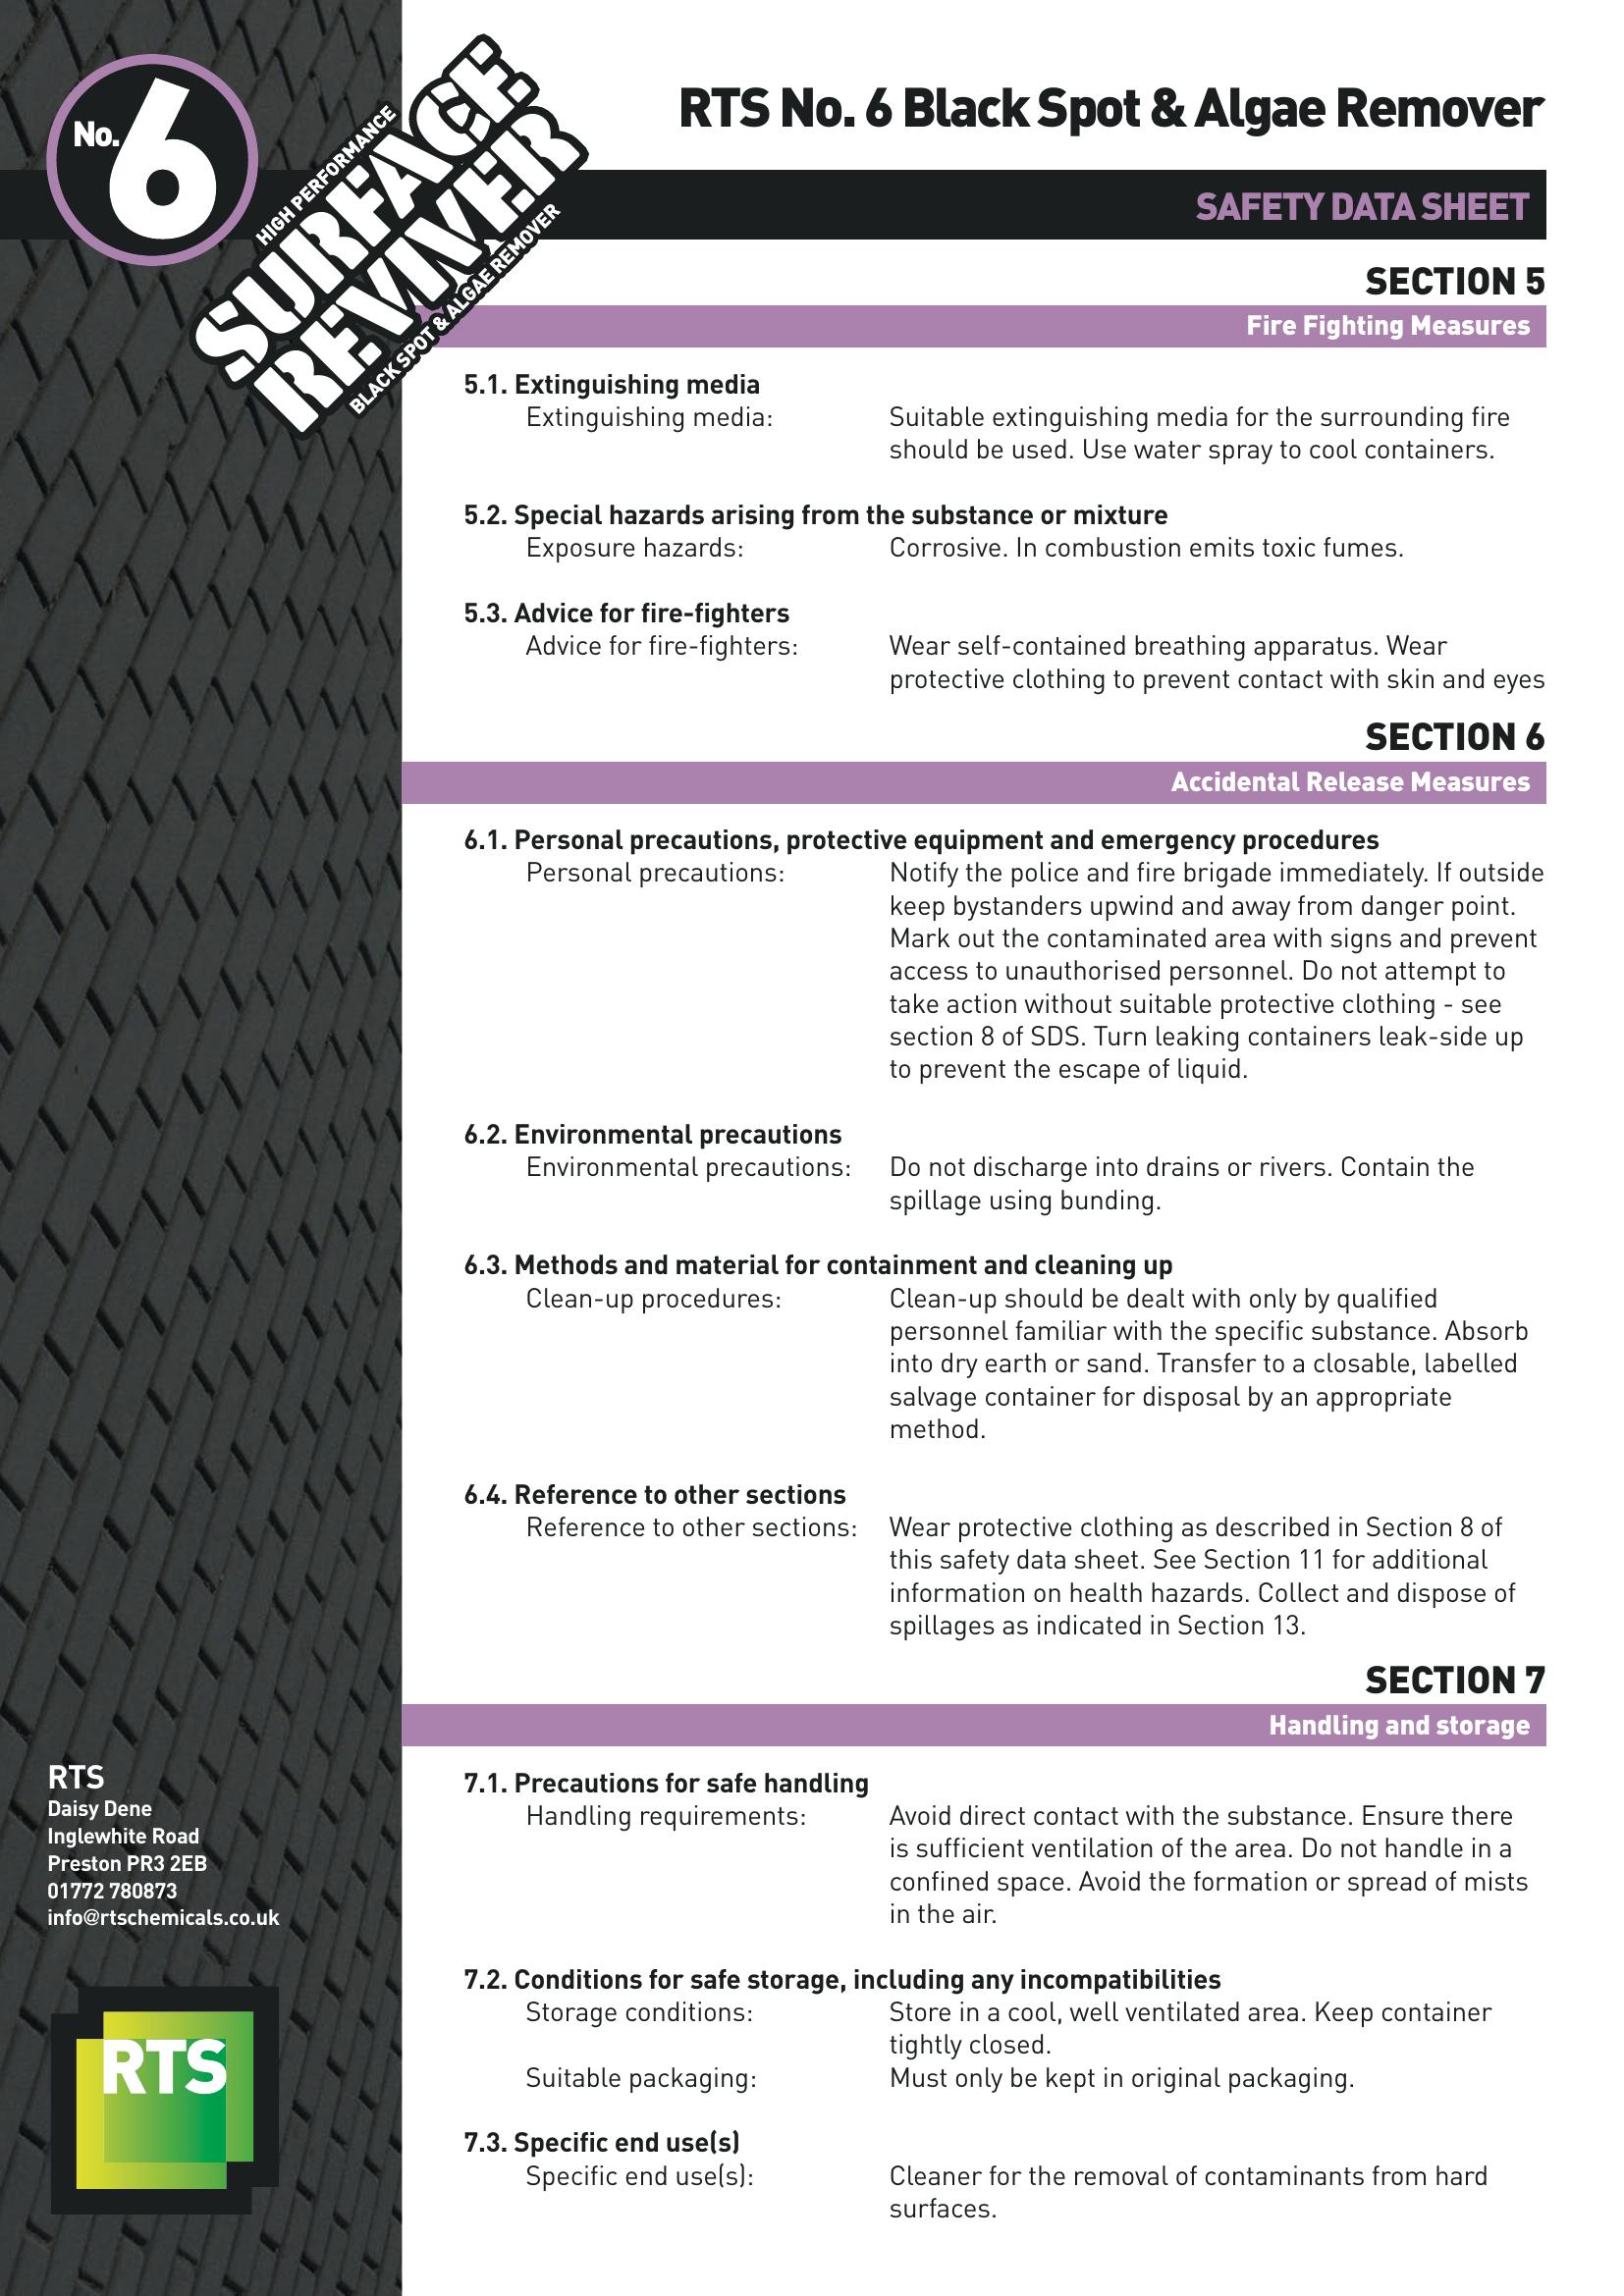 No. 6
HIGH PERFORMANCE
SURFACE
REVIVER
BLACK SPOT & ALGAE REMOVER
RTS No. 6 Black Spot & Algae Remover
SAFETY DATA SHEET
SECTION 5
Fire Fighting Measures
5.1. Extinguishing media
Extinguishing media: Suitable extinguishing media for the surrounding fire
should be used. Use water spray to cool containers.
5.2. Special hazards arising from the substance or mixture
Exposure hazards: Corrosive. In combustion emits toxic fumes.
5.3. Advice for fire-fighters
Advice for fire-fighters: Wear self-contained breathing apparatus. Wear
protective clothing to prevent contact with skin and eyes
SECTION 6
Accidental Release Measures
6.1. Personal precautions, protective equipment and emergency procedures
Personal precautions: Notify the police and fire brigade immediately. If outside
keep bystanders upwind and away from danger point.
Mark out the contaminated area with signs and prevent
access to unauthorised personnel. Do not attempt to
take action without suitable protective clothing - see
section 8 of SDS. Turn leaking containers leak-side up
to prevent the escape of liquid.
6.2. Environmental precautions
Environmental precautions: Do not discharge into drains or rivers. Contain the
spillage using bunding.
6.3. Methods and material for containment and cleaning up
Clean-up procedures: Clean-up should be dealt with only by qualified
personnel familiar with the specific substance. Absorb
into dry earth or sand. Transfer to a closable, labelled
salvage container for disposal by an appropriate
method.
6.4. Reference to other sections
Reference to other sections: Wear protective clothing as described in Section 8 of
this safety data sheet. See Section 11 for additional
information on health hazards. Collect and dispose of
spillages as indicated in Section 13.
SECTION 7
Handling and storage
7.1. Precautions for safe handling
Handling requirements: Avoid direct contact with the substance. Ensure there
is sufficient ventilation of the area. Do not handle in a
confined space. Avoid the formation or spread of mists
in the air.
7.2. Conditions for safe storage, including any incompatibilities
Storage conditions: Store in a cool, well ventilated area. Keep container
tightly closed.
Suitable packaging: Must only be kept in original packaging.
7.3. Specific end use(s)
Specific end use(s): Cleaner for the removal of contaminants from hard
surfaces.
RTS
Daisy Dene
Inglewhite Road
Preston PR3 2EB
01772 780873
info@rtschemicals.co.uk
RTS